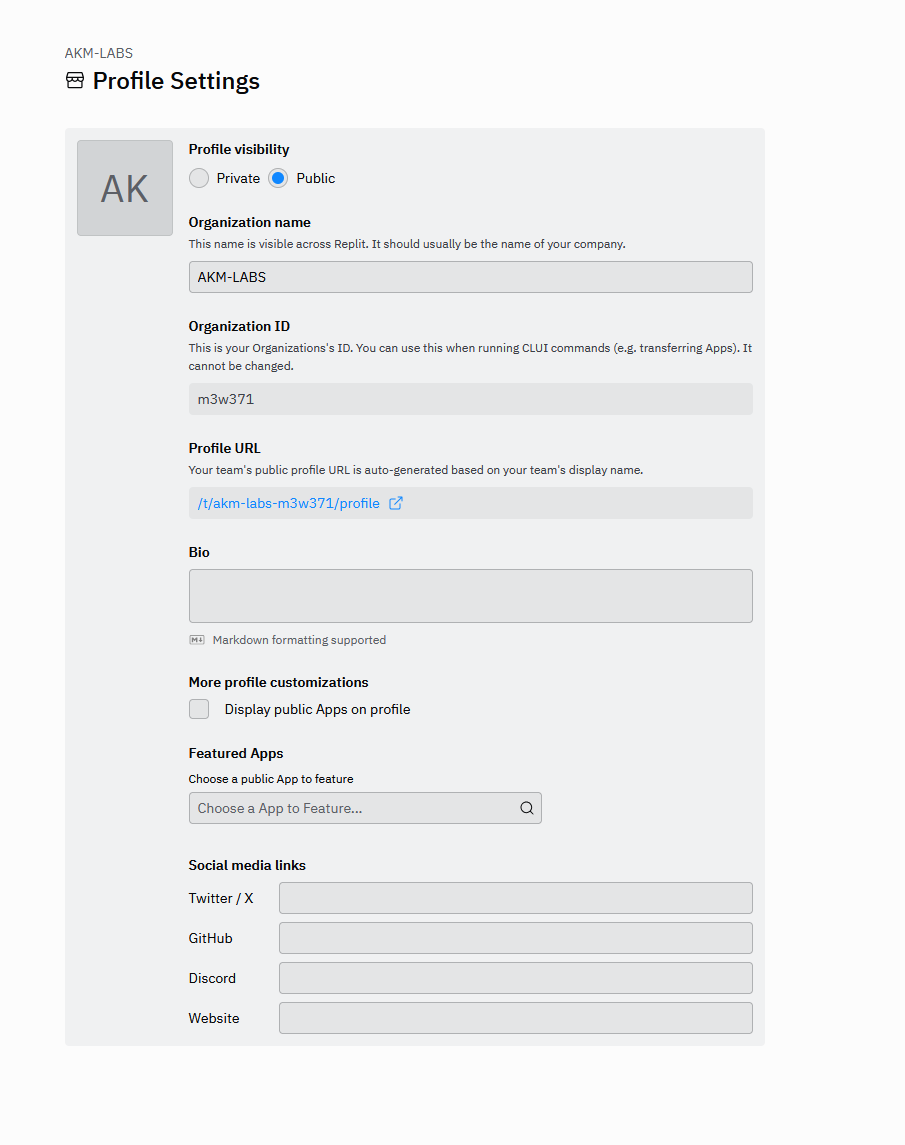 AKM-LABS
Profile Settings
AK
Profile visibility
Private Public
Organization name
This name is visible across Replit. It should usually be the name of your company.
AKM-LABS
Organization ID
This is your Organizations's ID. You can use this when running CLUI commands (e.g. transferring Apps). It
cannot be changed.
m3w371
Profile URL
Your team's public profile URL is auto-generated based on your team's display name.
/t/akm-labs-m3w371/profile
Bio
M↓ Markdown formatting supported
More profile customizations
Display public Apps on profile
Featured Apps
Choose a public App to feature
Choose a App to Feature...
Social media links
Twitter / X
GitHub
Discord
Website